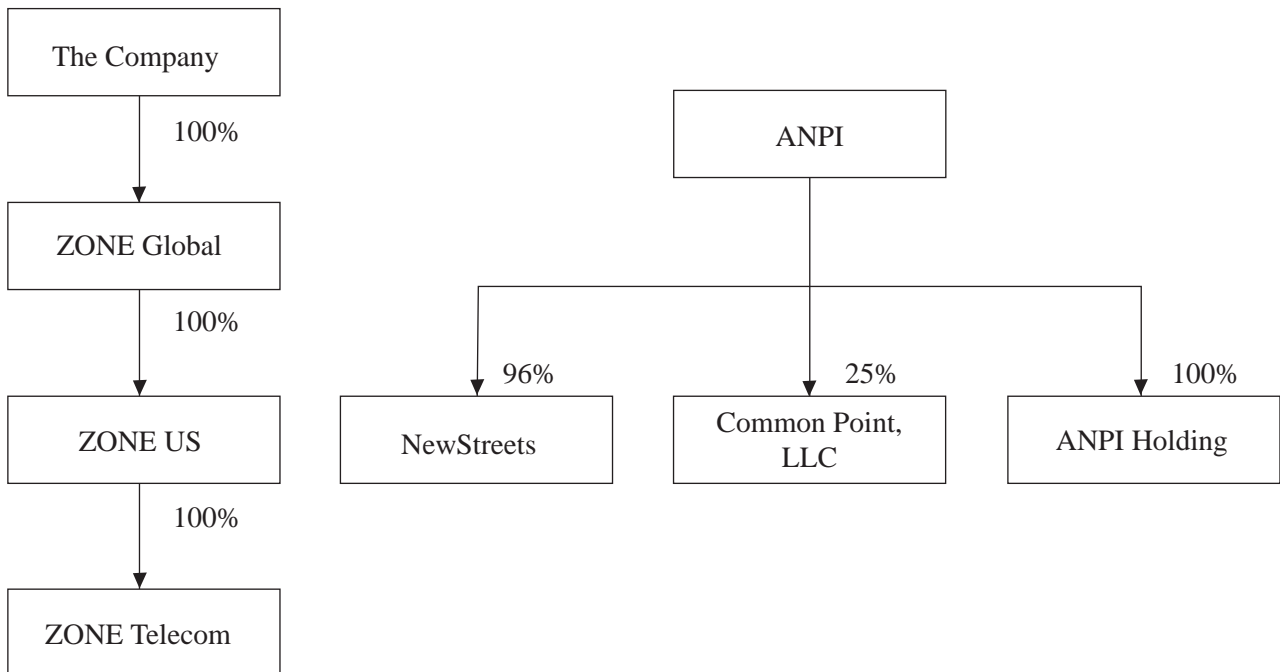 The Company
100%
ANPI
ZONE Global
100%
96%
25%
100%
ZONE US
NewStreets
Common Point,
LLC
ANPI Holding
100%
ZONE Telecom